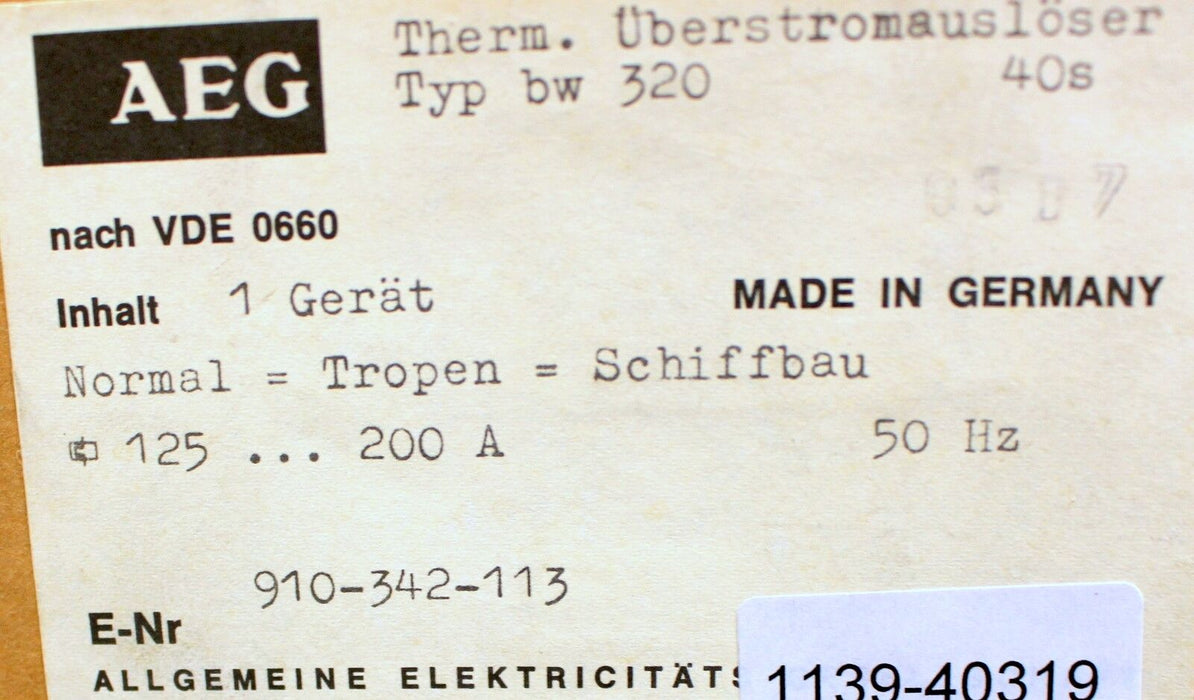 AEG
Therm. Überstromauslöser
Typ bw 320 40s
nach VDE 0660
Inhalt 1 Gerät
MADE IN GERMANY
Normal = Tropen = Schiffbau
125 ... 200 A 50 Hz
910-342-113
E-Nr
ALLGEMEINE ELEKTRICITÄTS
1139-40319